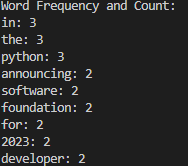 Word Frequency and Count:
in: 3
the: 3
python: 3
announcing: 2
software: 2
foundation: 2
for: 2
2023: 2
developer: 2